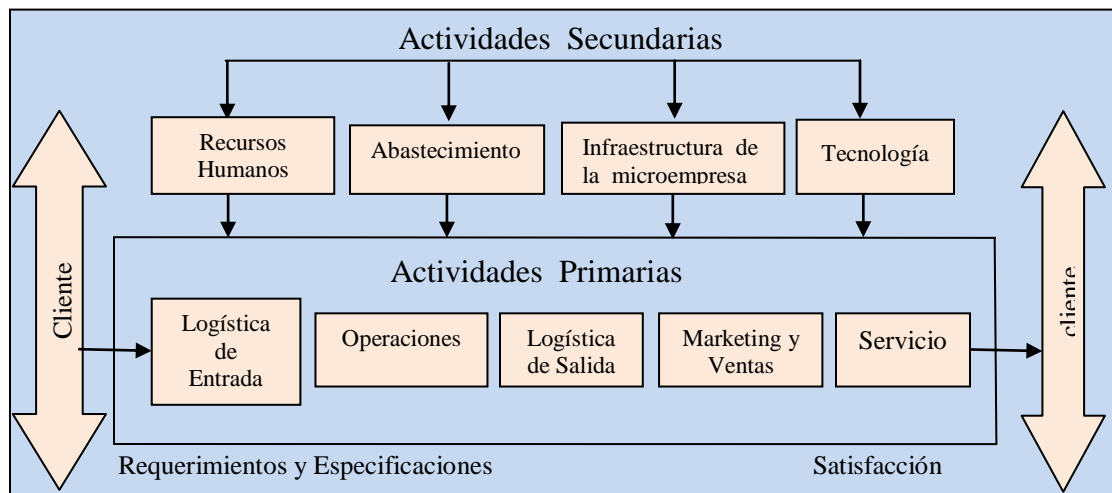 Actividades Secundarias
Recursos
Humanos
Abastecimiento
Infraestructura de
la microempresa
Tecnología
Cliente
Actividades Primarias
Logística
de
Entrada
Operaciones
Logística
de Salida
Marketing y
Ventas
Servicio
cliente
Requerimientos y Especificaciones
Satisfacción